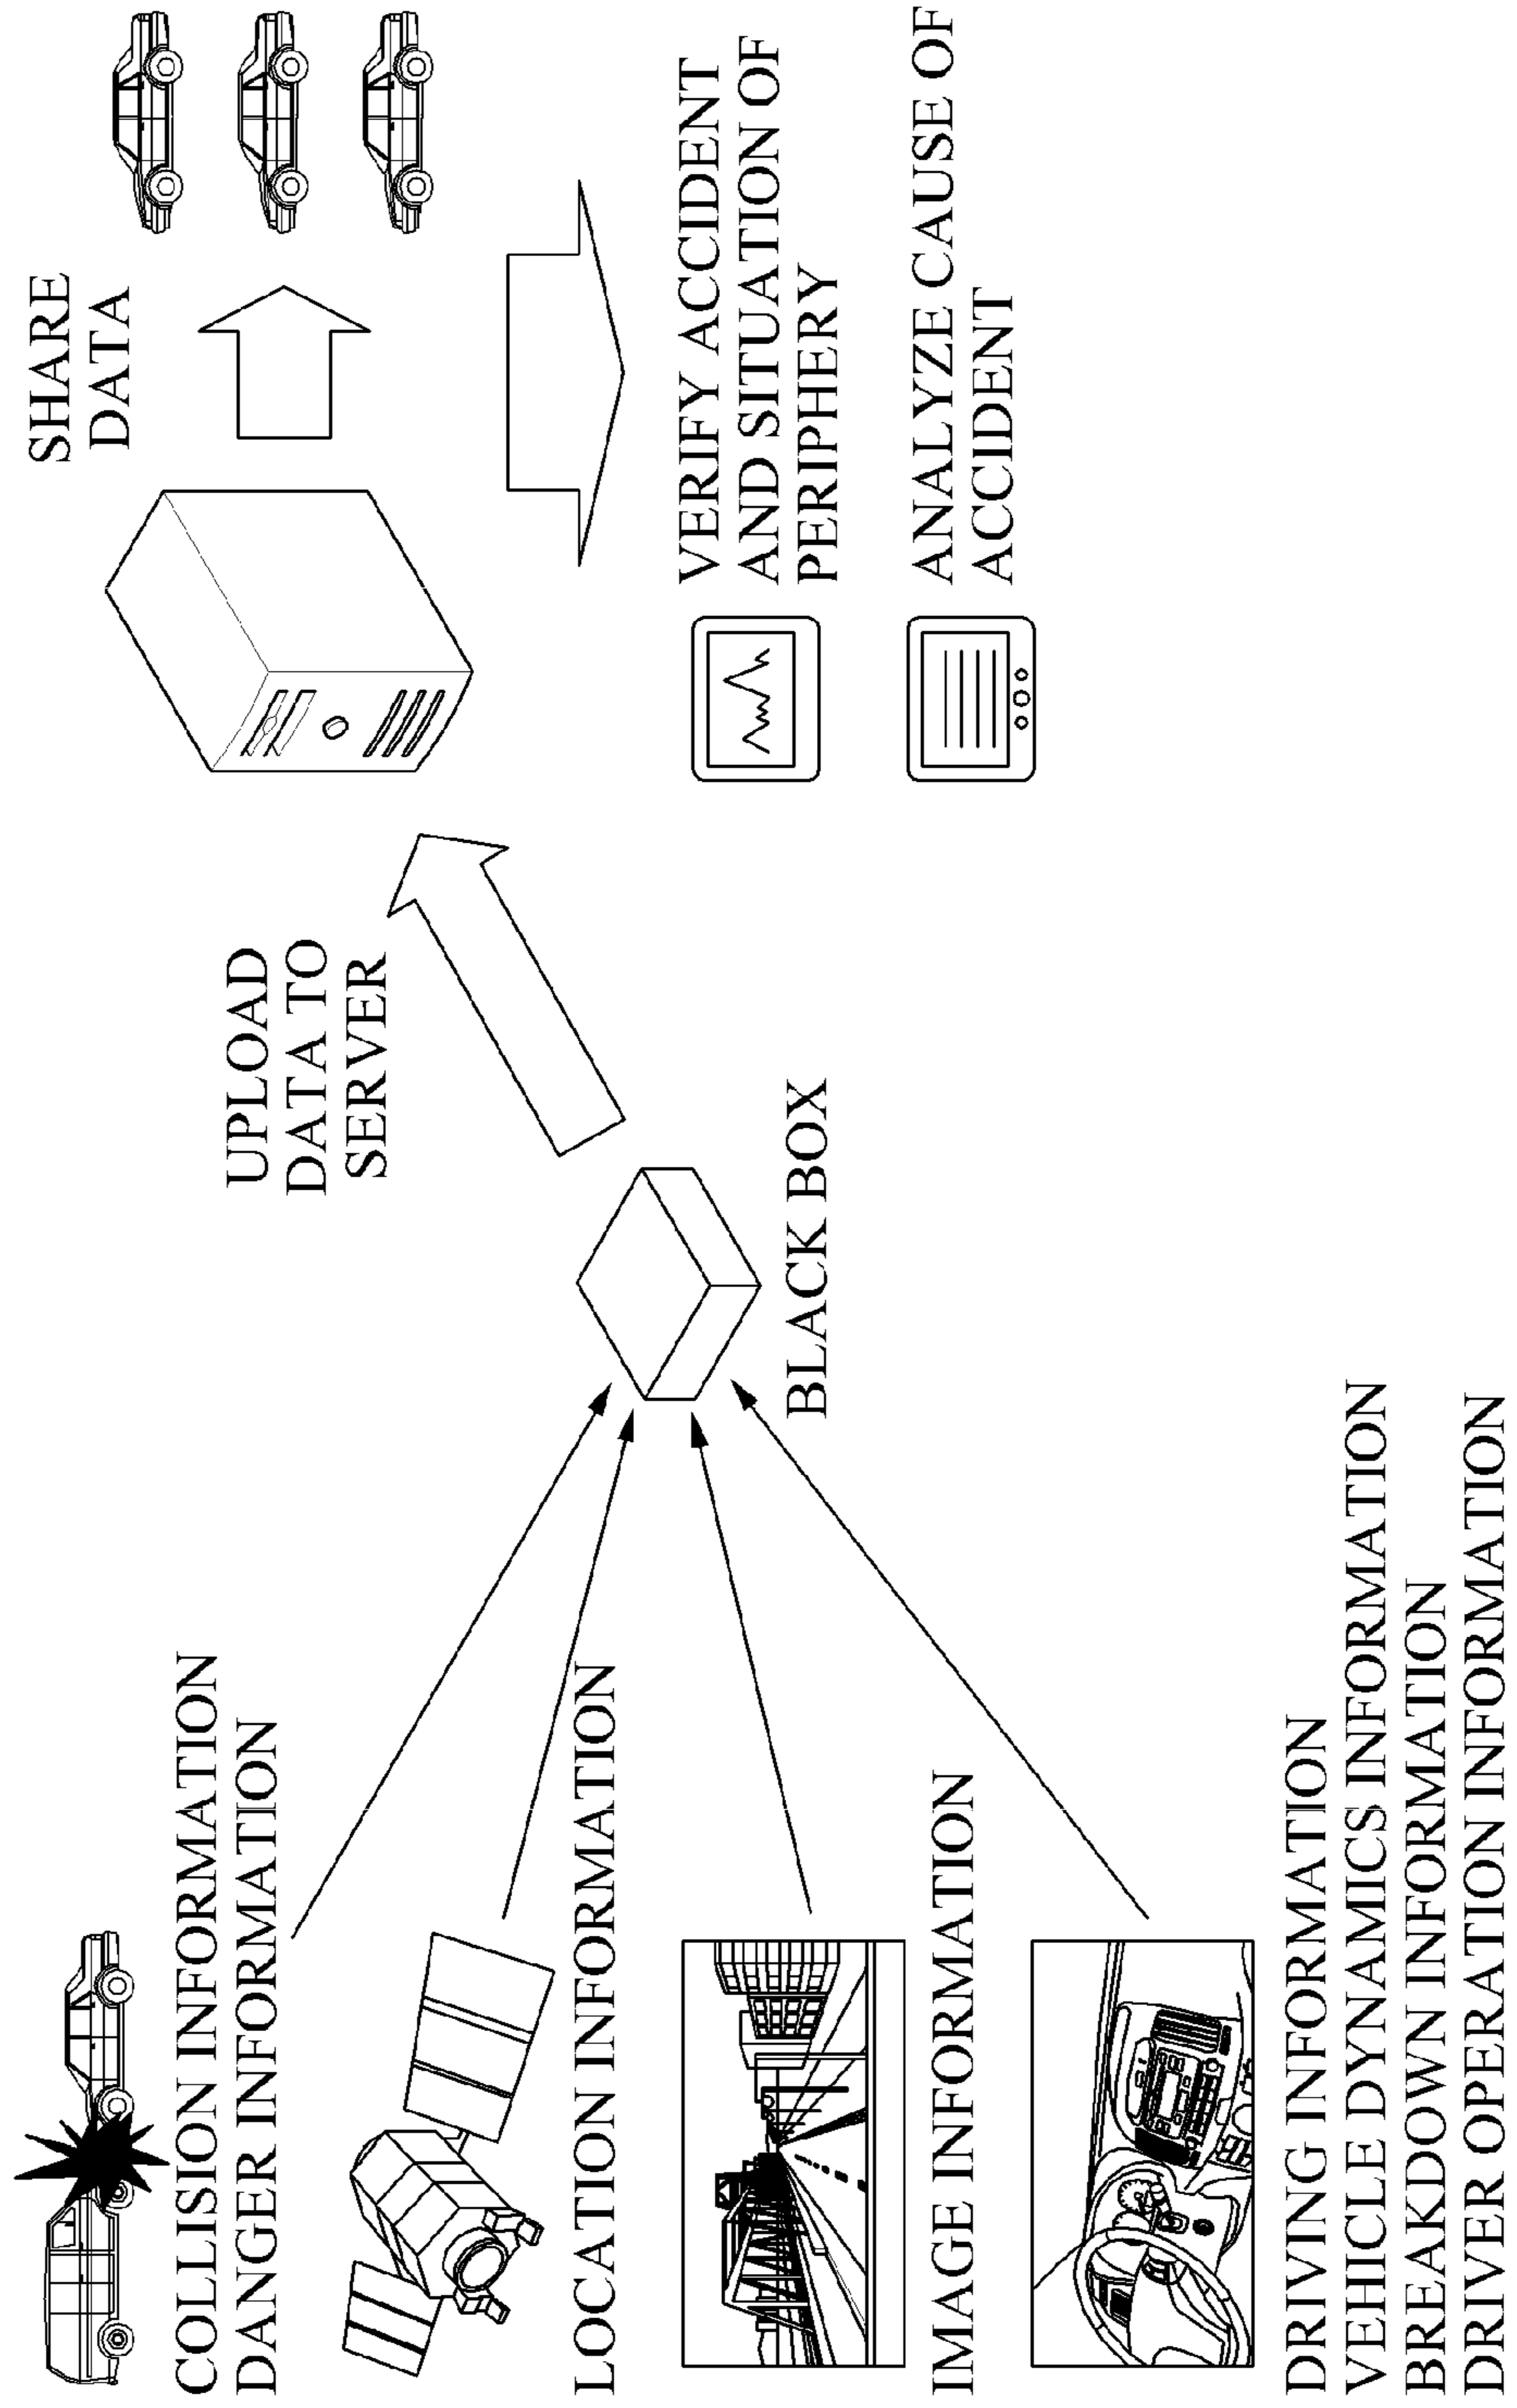 COLLISION INFORMATION
DANGER INFORMATION
LOCATION INFORMATION
IMAGE INFORMATION
DRIVING INFORMATION
VEHICLE DYNAMICS INFORMATION
BREAKDOWN INFORMATION
DRIVER OPERATION INFORMATION
BLACK BOX
UPLOAD
DATA TO
SERVER
SHARE
DATA
VERIFY ACCIDENT
AND SITUATION OF
PERIPHERY
ANALYZE CAUSE OF
ACCIDENT